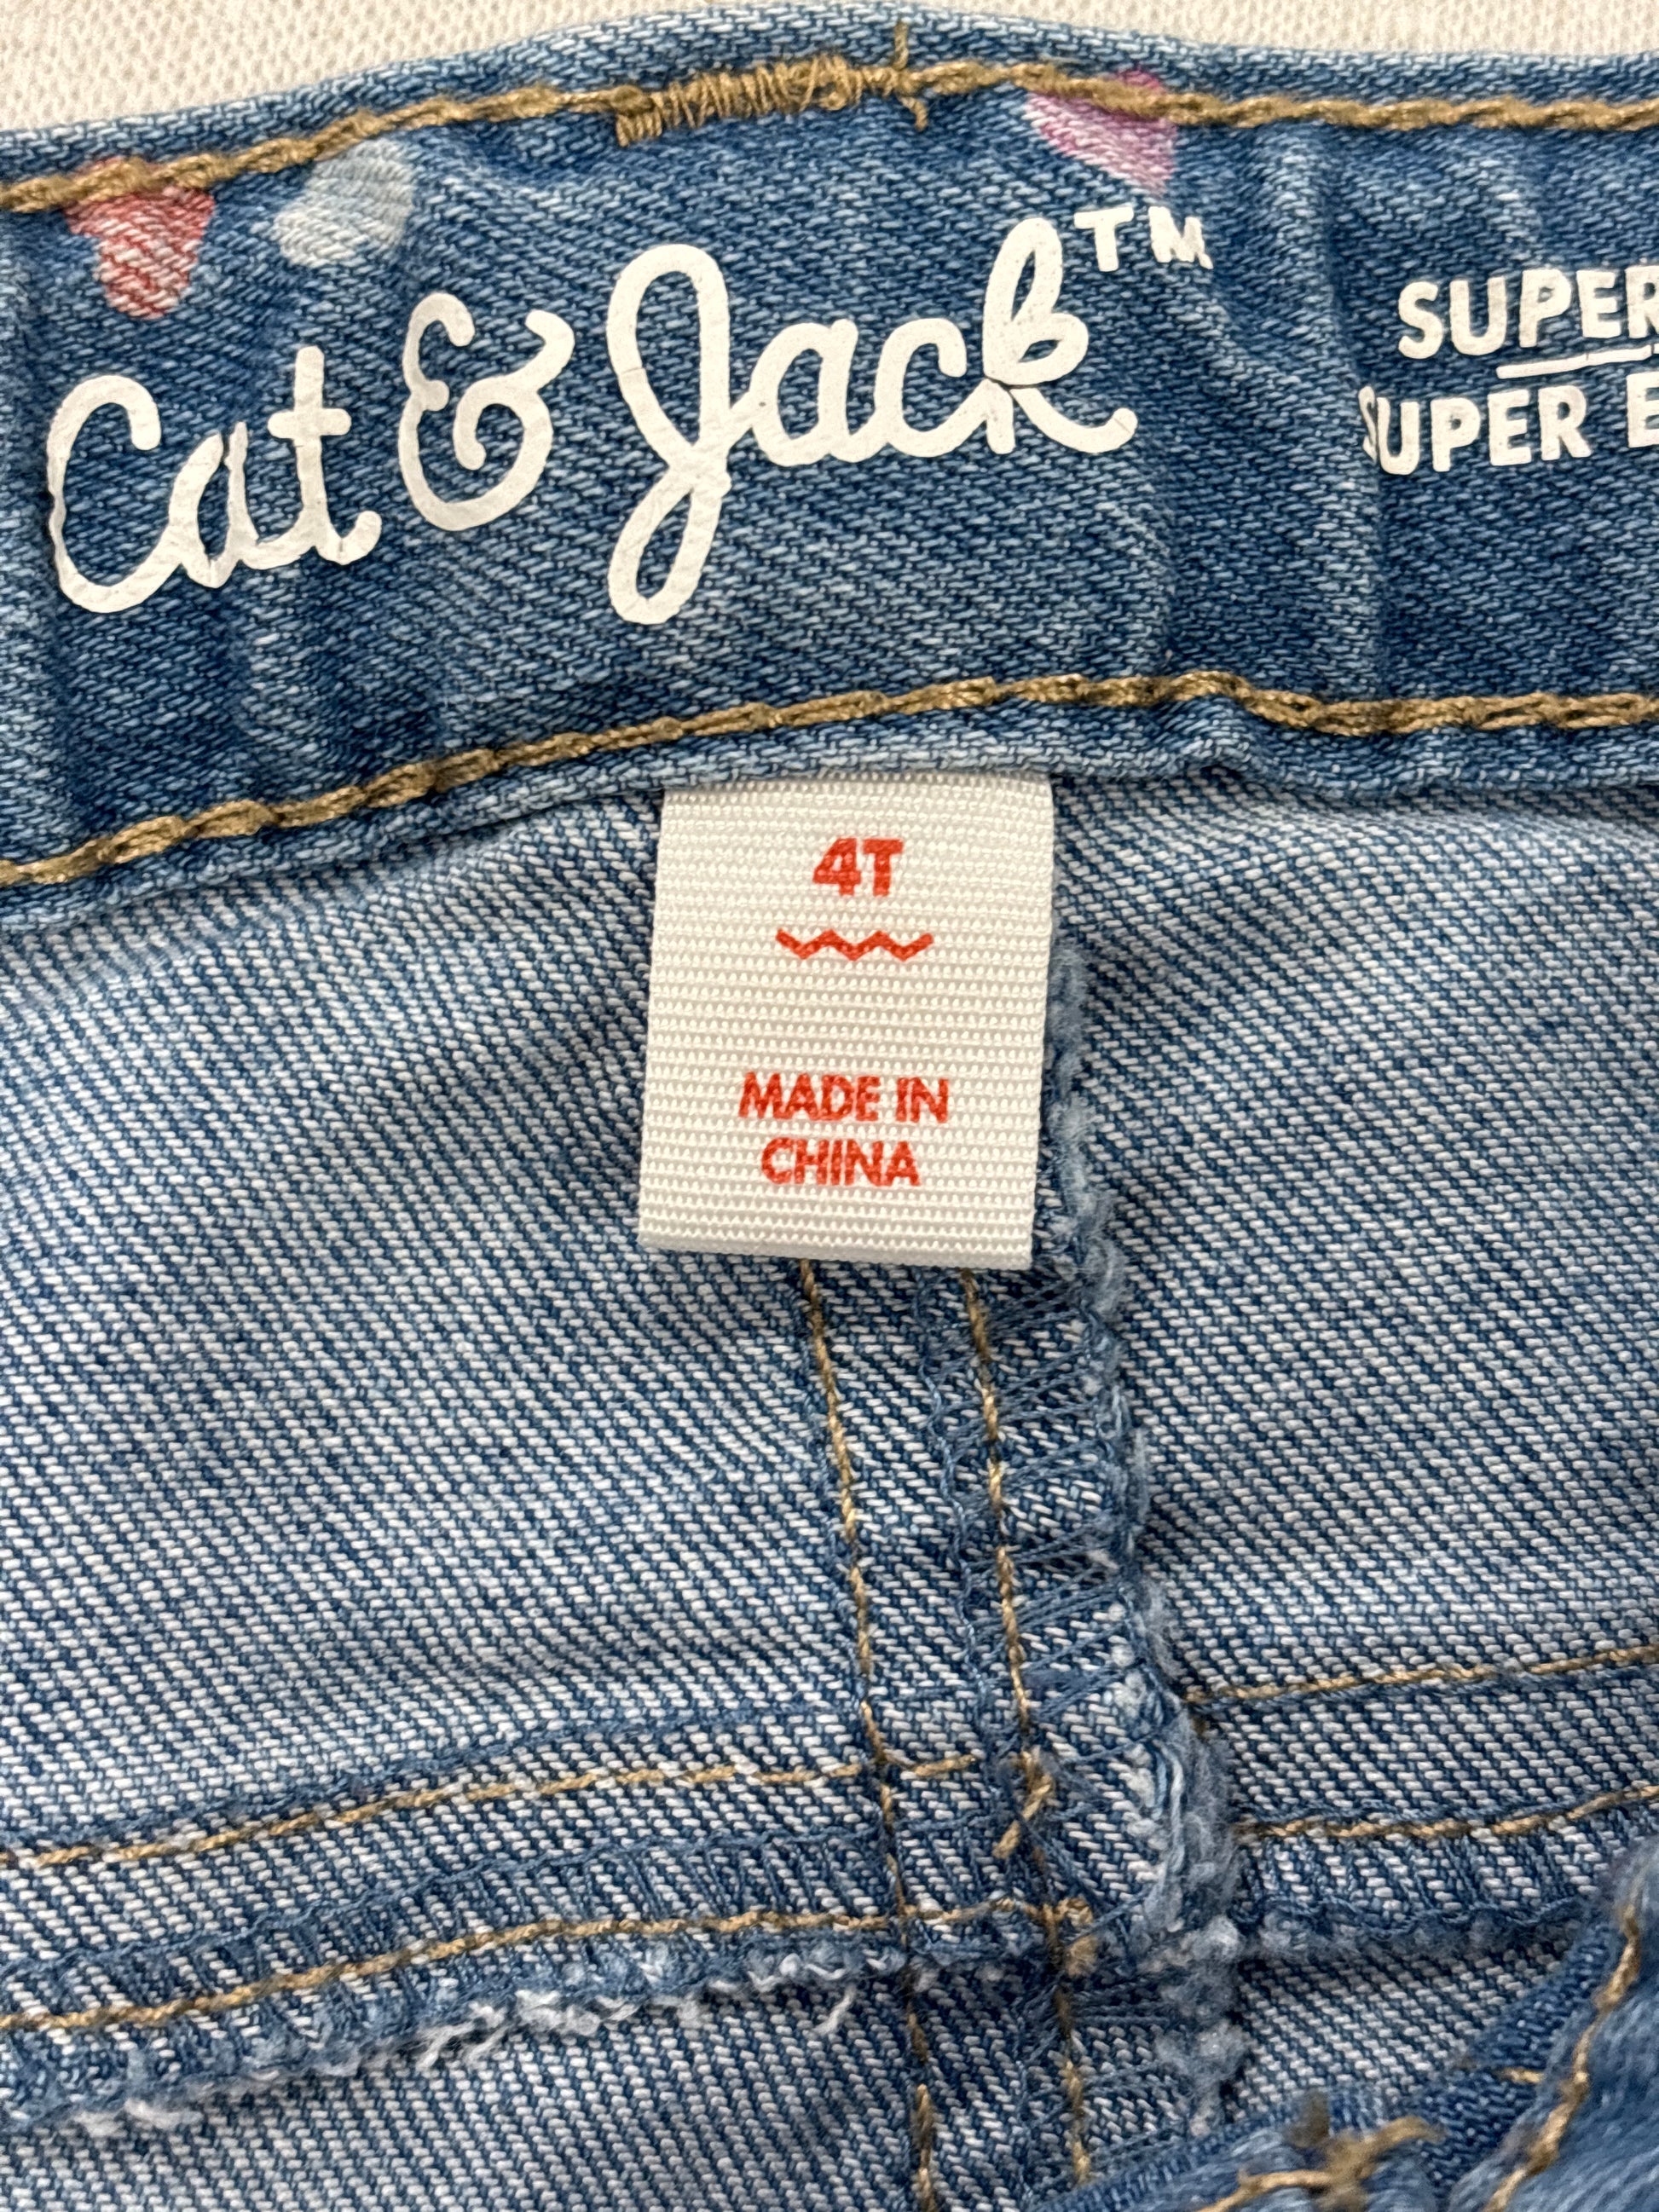 Cat & Jack™
SUPER
SUPER E
4T
MADE IN
CHINA